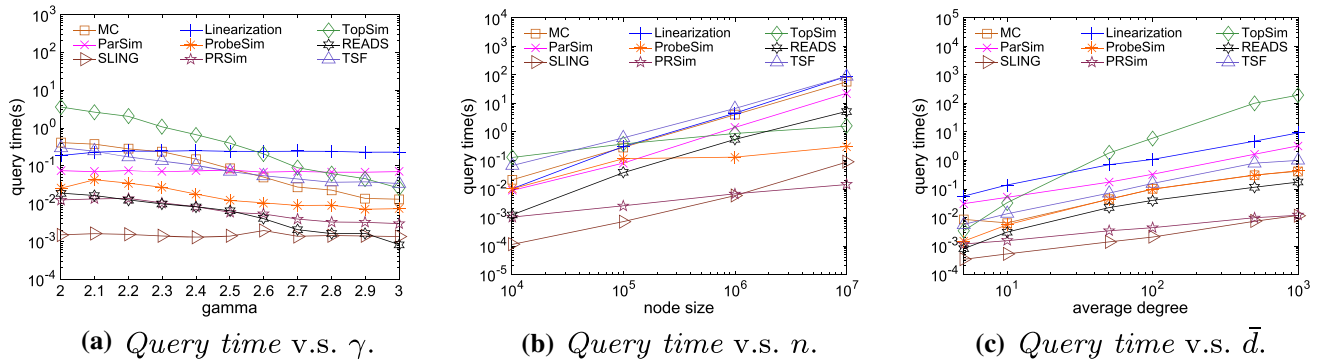 10^3
10^2
10^1
10^0
10^-1
10^-2
10^-3
10^-4
query time(s)
MC
Linearization
TopSim
ParSim
ProbeSim
READS
SLING
PRSim
TSF
2 2.1 2.2 2.3 2.4 2.5 2.6 2.7 2.8 2.9 3
gamma
(a) Query time v.s. γ.
10^4
10^3
10^2
10^1
10^0
10^-1
10^-2
10^-3
10^-4
10^-5
query time(s)
MC
Linearization
TopSim
ParSim
ProbeSim
READS
SLING
PRSim
TSF
10^4 10^5 10^6 10^7
node size
(b) Query time v.s. n.
10^5
10^4
10^3
10^2
10^1
10^0
10^-1
10^-2
10^-3
10^-4
query time(s)
MC
Linearization
TopSim
ParSim
ProbeSim
READS
SLING
PRSim
TSF
10^1 10^2 10^3
average degree
(c) Query time v.s. d̄.